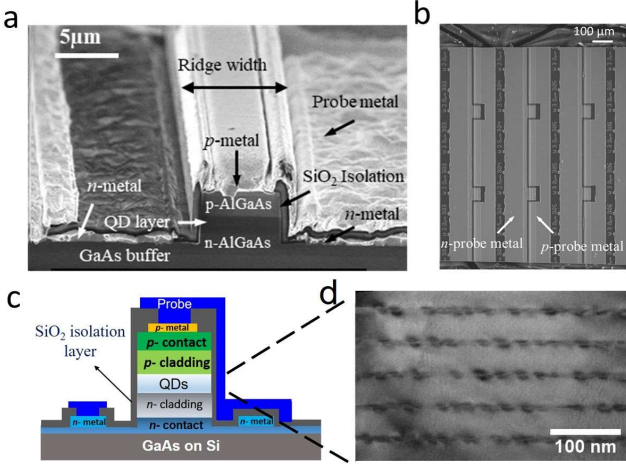 a
5µm
Ridge width
Probe metal
p-metal
SiO2 Isolation
n-metal
p-AlGaAs
n-metal
QD layer
n-AlGaAs
GaAs buffer
b
100 µm
n-probe metal
p-probe metal
c
Probe
SiO2 isolation
layer
p- metal
p- contact
p- cladding
QDs
n- cladding
n- contact
n- metal
n- metal
GaAs on Si
d
100 nm